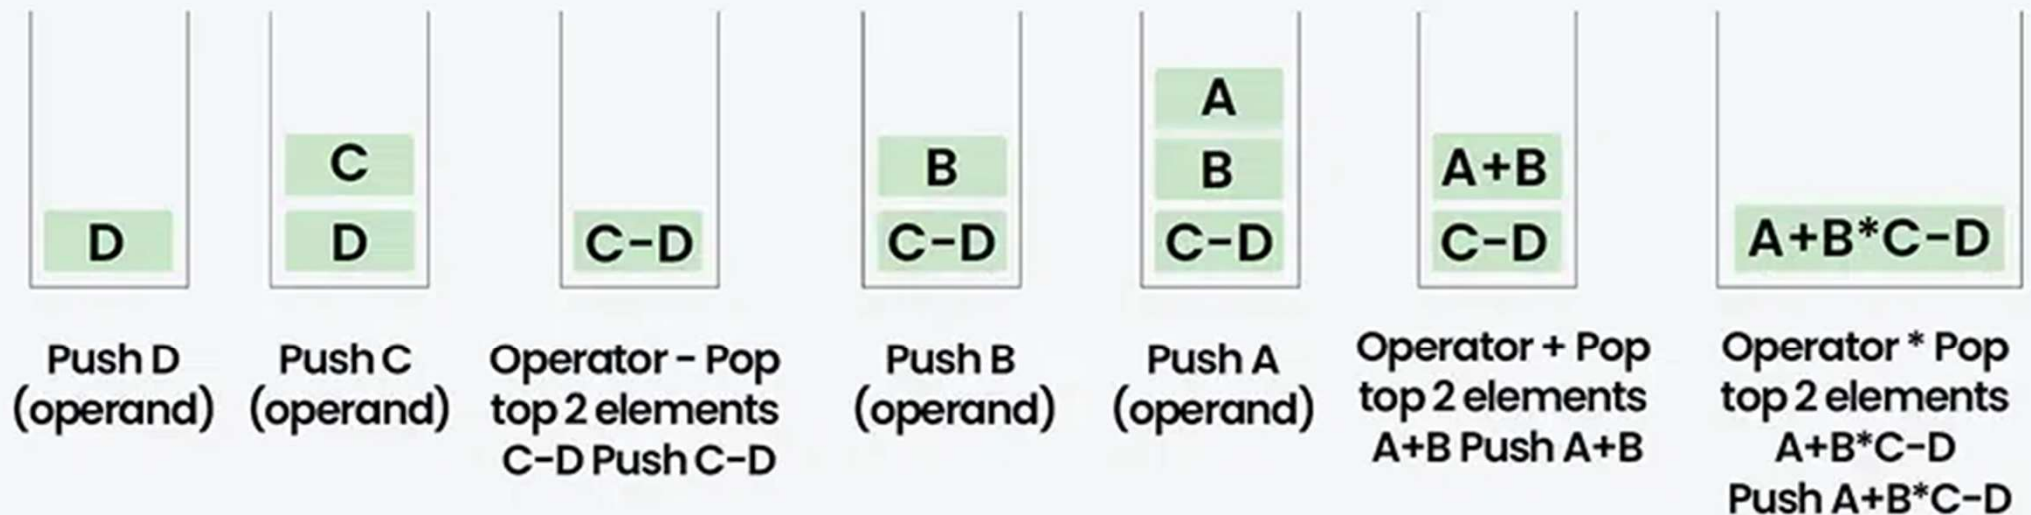 D
C
D
C-D
B
C-D
A
B
C-D
A+B
C-D
A+B*C-D
Push D
(operand)
Push C
(operand)
Operator - Pop
top 2 elements
C-D Push C-D
Push B
(operand)
Push A
(operand)
Operator + Pop
top 2 elements
A+B Push A+B
Operator * Pop
top 2 elements
A+B*C-D
Push A+B*C-D